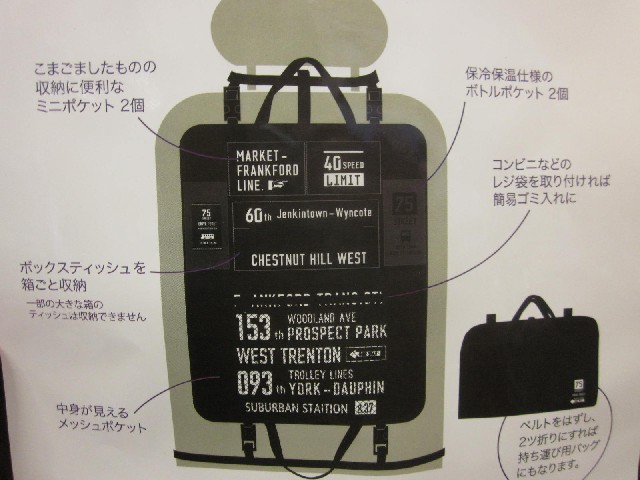 こまごましたものの
収納に便利な
ミニポケット 2個
保冷保温仕様の
ボトルポケット 2個
コンビニなどの
レジ袋を取り付ければ
簡易ゴミ入れに
MARKET-
FRANKFORD
LINE.
40 SPEED
LIMIT
75
75
60th Jenkintown-Wyncote
CHESTNUT HILL WEST
ボックスティッシュを
箱ごと収納
一部の大きな箱の
ティッシュは収納できません
WOODLAND AVE
153th PROSPECT PARK
WEST TRENTON
TROLLEY LINES
093th YORK-DAUPHIN
SUBURBAN STAITION
中身が見える
メッシュポケット
75
ベルトをはずし、
2ツ折りにすれば
持ち運び用バッグ
にもなります。